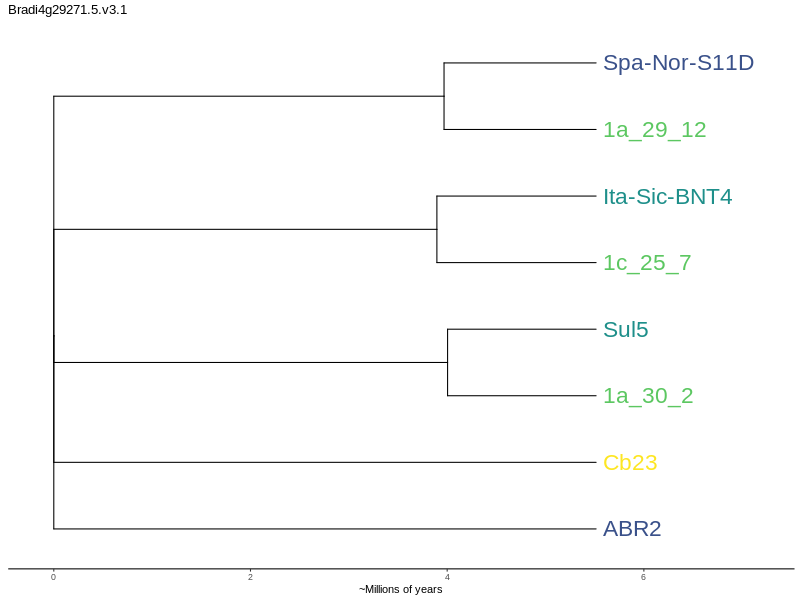 Bradi4g29271.5.v3.1
Spa-Nor-S11D
1a_29_12
Ita-Sic-BNT4
1c_25_7
Sul5
1a_30_2
Cb23
ABR2
0 2 4 6
~Millions of years